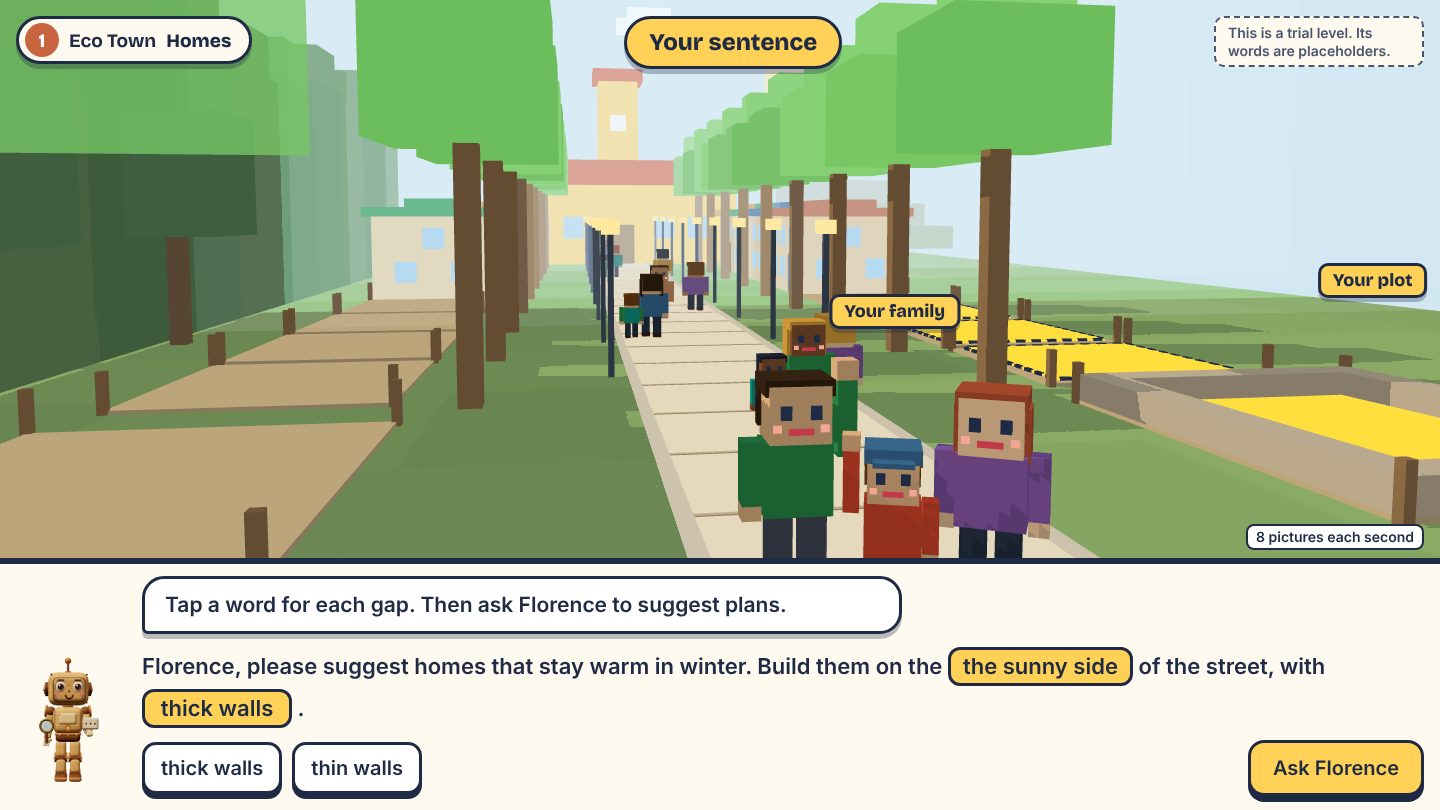 1 Eco Town Homes
Your sentence
This is a trial level. Its
words are placeholders.
Your plot
Your family
8 pictures each second
Tap a word for each gap. Then ask Florence to suggest plans.
Florence, please suggest homes that stay warm in winter. Build them on the the sunny side of the street, with
thick walls .
thick walls thin walls
Ask Florence